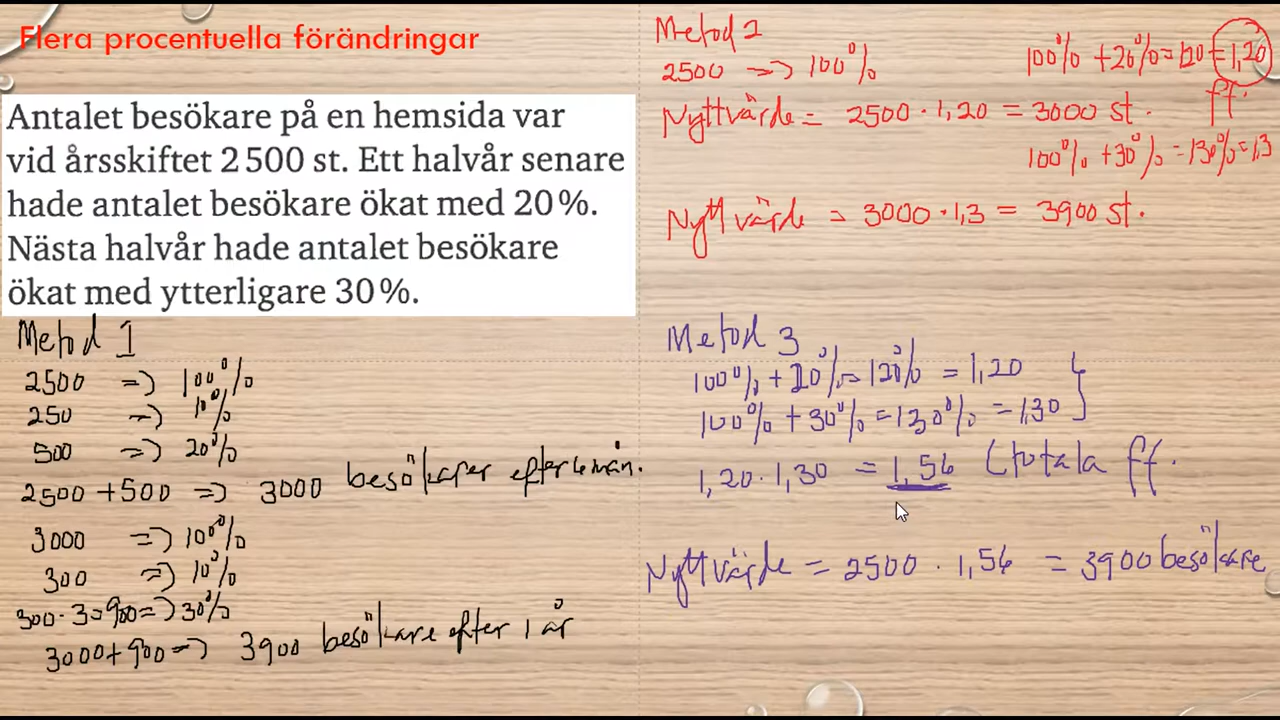 Flera procentuella förändringar
Antalet besökare på en hemsida var
vid årsskiftet 2 500 st. Ett halvår senare
hade antalet besökare ökat med 20 %.
Nästa halvår hade antalet besökare
ökat med ytterligare 30 %.
Metod 1
2500 => 100%
250 => 10%
500 => 20%
2500 + 500 => 3000 besökarer efter 6 mån.
3000 => 100%
300 => 10%
300 · 3 = 900 => 30%
3000 + 900 => 3900 besökare efter 1 år
Metod 2
2500 => 100%
100% + 20% = 120 = 1,20
Nytt värde = 2500 · 1,20 = 3000 st.
ff.
100% + 30% = 130% = 1,3
Nytt värde = 3000 · 1,3 = 3900 st.
Metod 3
100% + 20% = 120% = 1,20
100% + 30% = 130% = 1,30
1,20 · 1,30 = 1,56 (totala ff.
Nytt värde = 2500 · 1,56 = 3900 besökare